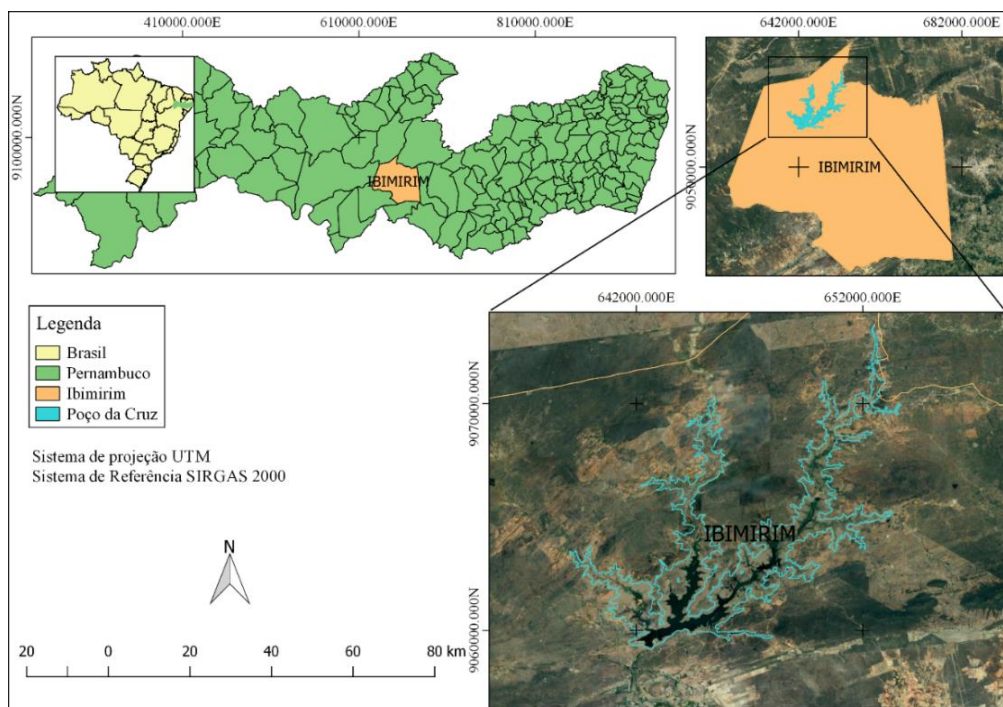 410000.000E 610000.000E 810000.000E
642000.000E 682000.000E
9160000.000N
IBIMIRIM
9050000.000N
IBIMIRIM
Legenda
Brasil
Pernambuco
Ibimirim
Poço da Cruz
Sistema de projeção UTM
Sistema de Referência SIRGAS 2000
N
20 0 20 40 60 80 km
642000.000E 652000.000E
9070000.000N
IBIMIRIM
9060000.000N